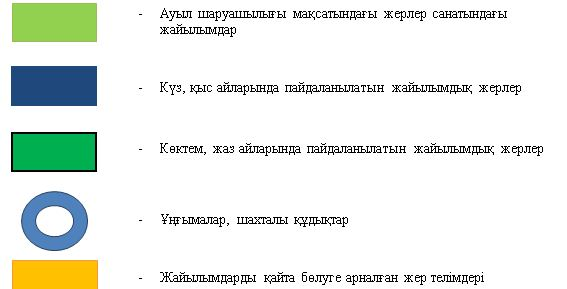 - Ауыл шаруашылығы мақсатындағы жерлер санатындағы
жайылымдар
- Күз, қыс айларында пайдаланылатын жайылымдық жерлер
- Көктем, жаз айларында пайдаланылатын жайылымдық жерлер
- Ұңғымалар, шахталы құдықтар
- Жайылымдарды қайта бөлуге арналған жер телімдері